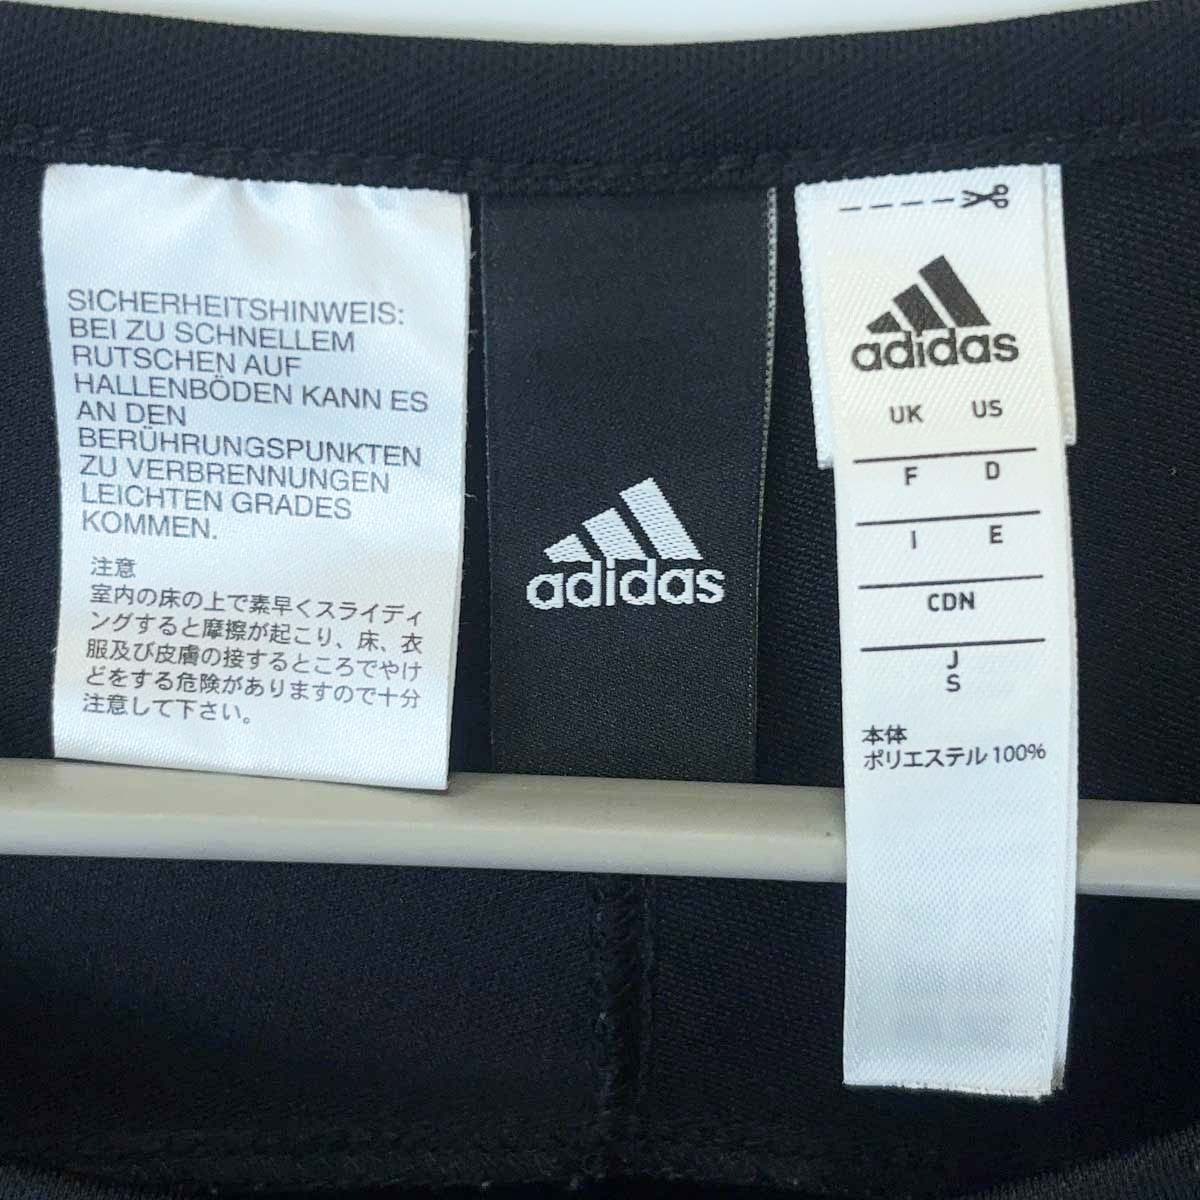 SICHERHEITSHINWEIS:
BEI ZU SCHNELLEM
RUTSCHEN AUF
HALLENBÖDEN KANN ES
AN DEN
BERÜHRUNGSPUNKTEN
ZU VERBRENNUNGEN
LEICHTEN GRADES
KOMMEN.
注意
室内の床の上で素早くスライディ
ングすると摩擦が起こり、床、衣
服及び皮膚の接するところでやけ
どをする危険がありますので十分
注意して下さい。
adidas
adidas
UK US
F D
I E
CDN
J
S
本体
ポリエステル100%